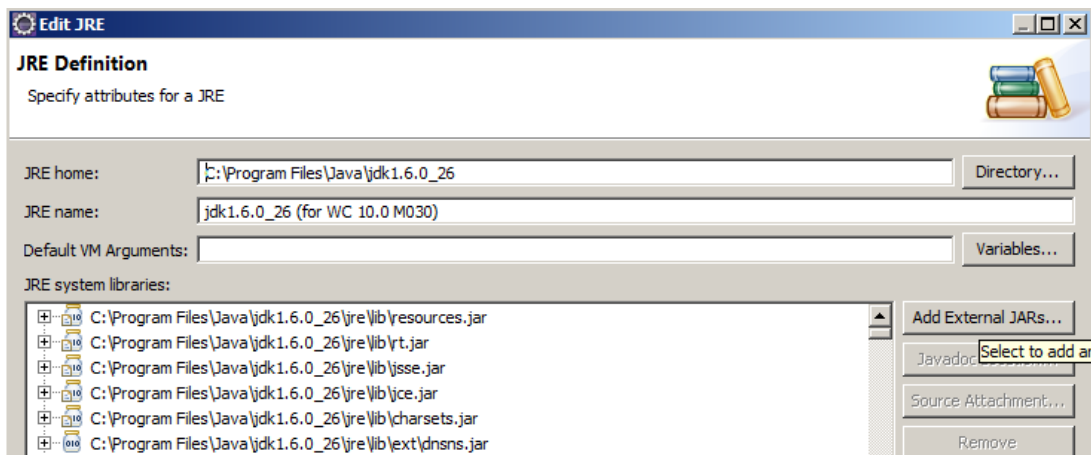 Edit JRE
JRE Definition
Specify attributes for a JRE
JRE home: C:\Program Files\Java\jdk1.6.0_26 Directory...
JRE name: jdk1.6.0_26 (for WC 10.0 M030)
Default VM Arguments: Variables...
JRE system libraries:
C:\Program Files\Java\jdk1.6.0_26\jre\lib\resources.jar Add External JARs...
C:\Program Files\Java\jdk1.6.0_26\jre\lib\rt.jar Select to add
C:\Program Files\Java\jdk1.6.0_26\jre\lib\jsse.jar Javadoc
C:\Program Files\Java\jdk1.6.0_26\jre\lib\jce.jar Source Attachment...
C:\Program Files\Java\jdk1.6.0_26\jre\lib\charsets.jar
C:\Program Files\Java\jdk1.6.0_26\jre\lib\ext\dnsns.jar Remove